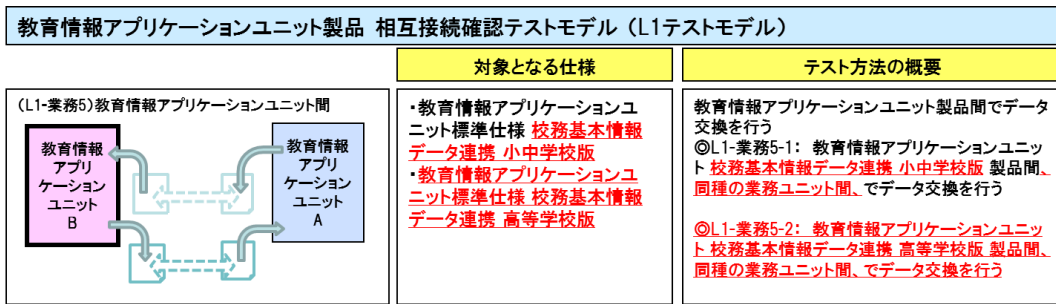 教育情報アプリケーションユニット製品 相互接続確認テストモデル（L1テストモデル）
対象となる仕様
テスト方法の概要
（L1-業務5）教育情報アプリケーションユニット間
教育情報
アプリ
ケーション
ユニット
B
教育情報
アプリ
ケーション
ユニット
A
・教育情報アプリケーションユ
ニット標準仕様 校務基本情報
データ連携 小中学校版
・教育情報アプリケーションユ
ニット標準仕様 校務基本情報
データ連携 高等学校版
教育情報アプリケーションユニット製品間でデータ
交換を行う
◎L1-業務5-1： 教育情報アプリケーションユニッ
ト 校務基本情報データ連携 小中学校版 製品間、
同種の業務ユニット間、でデータ交換を行う
◎L1-業務5-2： 教育情報アプリケーションユニッ
ト 校務基本情報データ連携 高等学校版 製品間、
同種の業務ユニット間、でデータ交換を行う